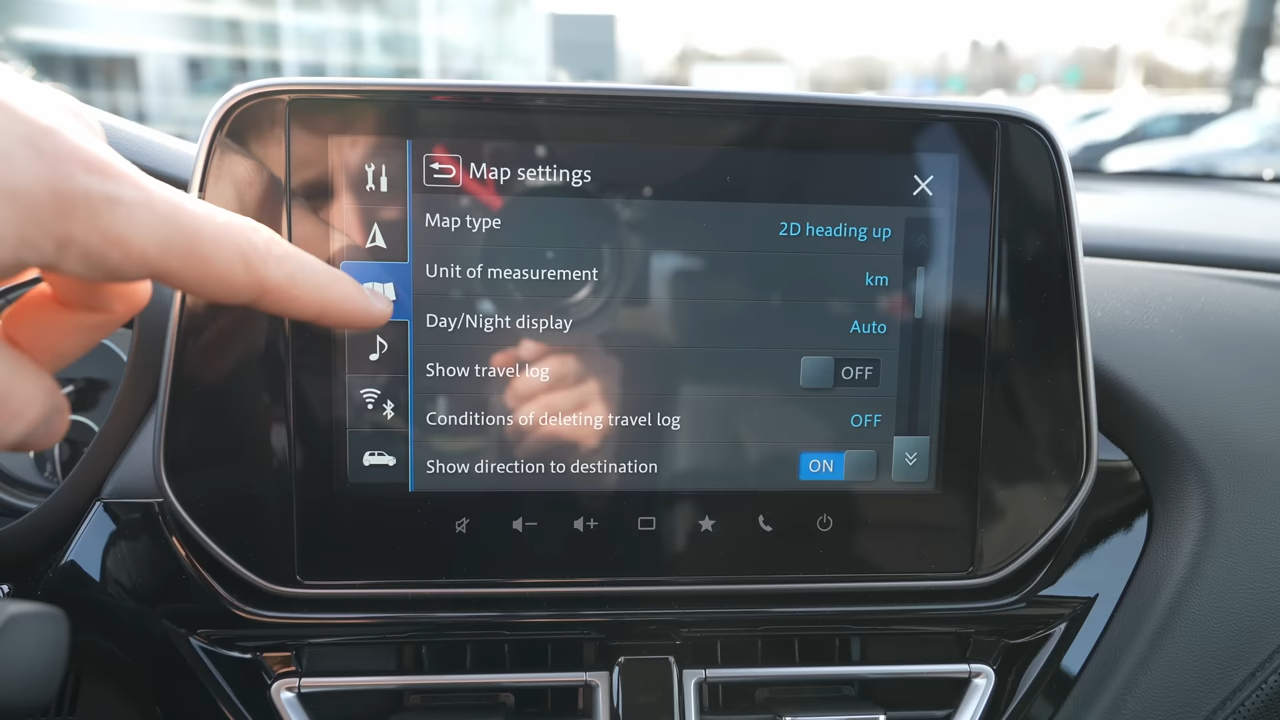 Map settings
Map type 2D heading up
Unit of measurement km
Day/Night display Auto
Show travel log OFF
Conditions of deleting travel log OFF
Show direction to destination ON